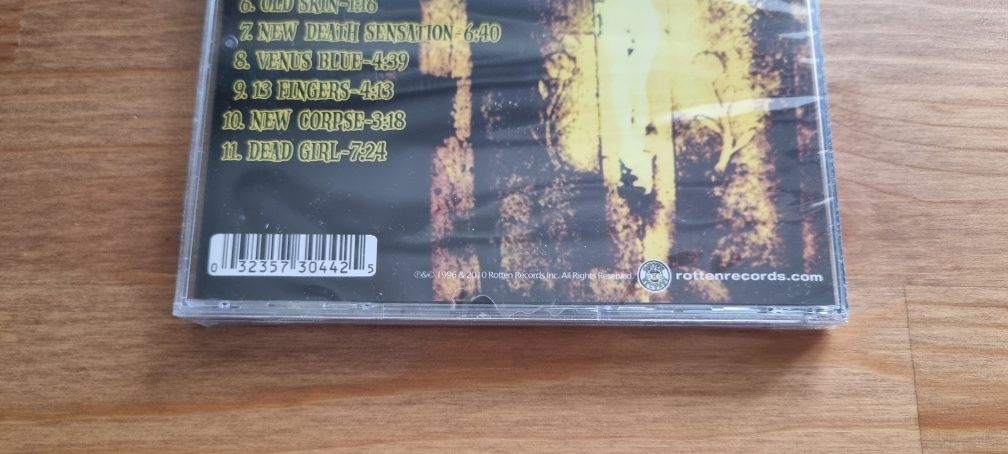 6. OLD SKIN-1:16
7. NEW DEATH SENSATION-6:40
8. VENUS BLUE-4:39
9. 13 FINGERS-4:13
10. NEW CORPSE-3:18
11. DEAD GIRL-7:24
0 32357 30442 5
℗&© 1996 & 2010 Rotten Records Inc. All Rights Reserved.
rottenrecords.com